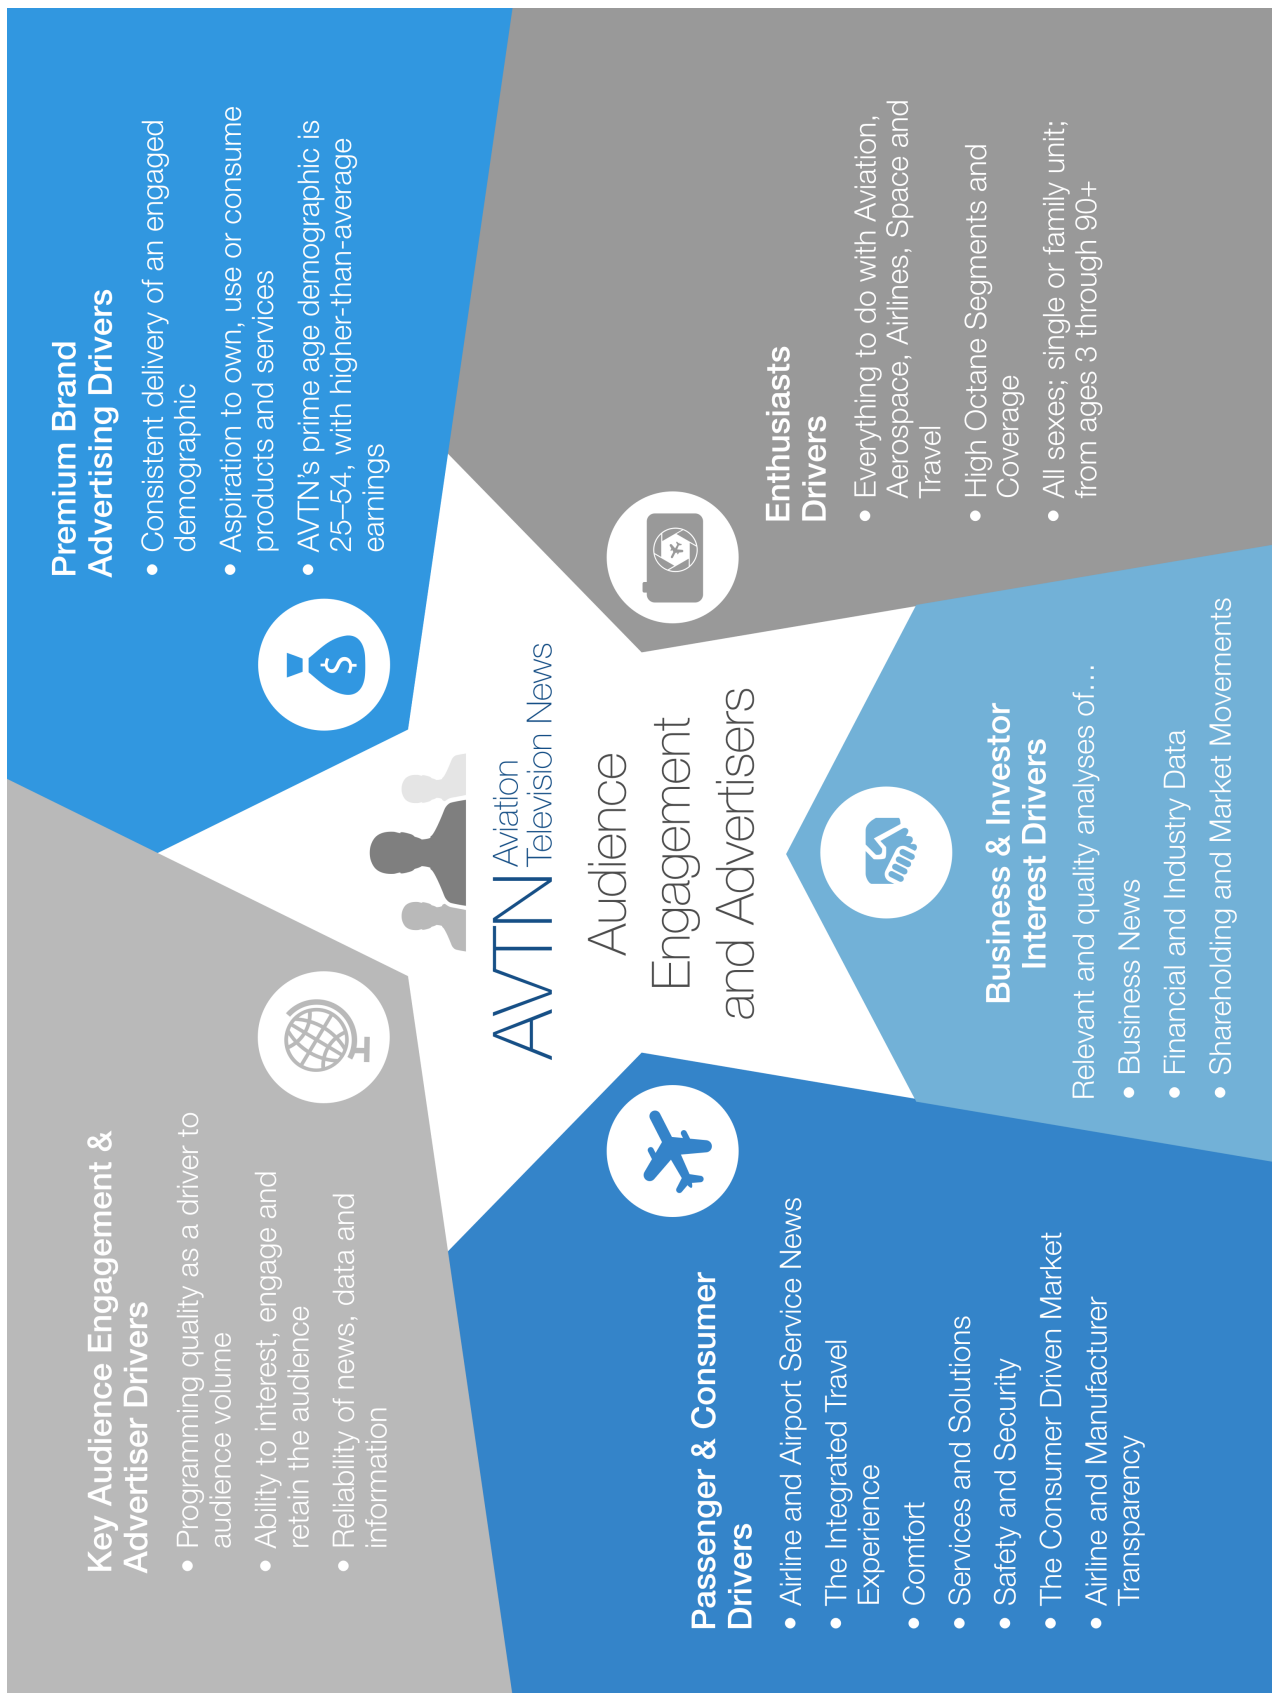 Key Audience Engagement &
Advertiser Drivers
• Programming quality as a driver to
audience volume
• Ability to interest, engage and
retain the audience
• Reliability of news, data and
information
Premium Brand
Advertising Drivers
• Consistent delivery of an engaged
demographic
• Aspiration to own, use or consume
products and services
• AVTN’s prime age demographic is
25–54, with higher-than-average
earnings
$
AVTN Aviation
Television News
Audience
Engagement
and Advertisers
Passenger & Consumer
Drivers
• Airline and Airport Service News
• The Integrated Travel
Experience
• Comfort
• Services and Solutions
• Safety and Security
• The Consumer Driven Market
• Airline and Manufacturer
Transparency
Business & Investor
Interest Drivers
Relevant and quality analyses of…
• Business News
• Financial and Industry Data
• Shareholding and Market Movements
Enthusiasts
Drivers
• Everything to do with Aviation,
Aerospace, Airlines, Space and
Travel
• High Octane Segments and
Coverage
• All sexes; single or family unit;
from ages 3 through 90+